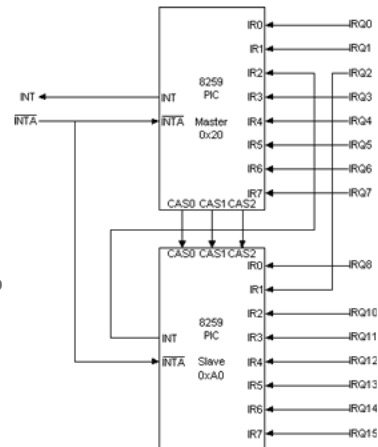 IR0 IRQ0
IR1 IRQ1
IR2 IRQ2
INT INT 8259 IR3 IRQ3
PIC
INTA INTA Master IR4 IRQ4
0x20
IR5 IRQ5
IR6 IRQ6
IR7 IRQ7
CAS0 CAS1 CAS2
CAS0 CAS1 CAS2
IR0 IRQ8
IR1
IR2 IRQ10
8259
INT PIC IR3 IRQ11
INTA Slave IR4 IRQ12
0xA0
IR5 IRQ13
IR6 IRQ14
IR7 IRQ15